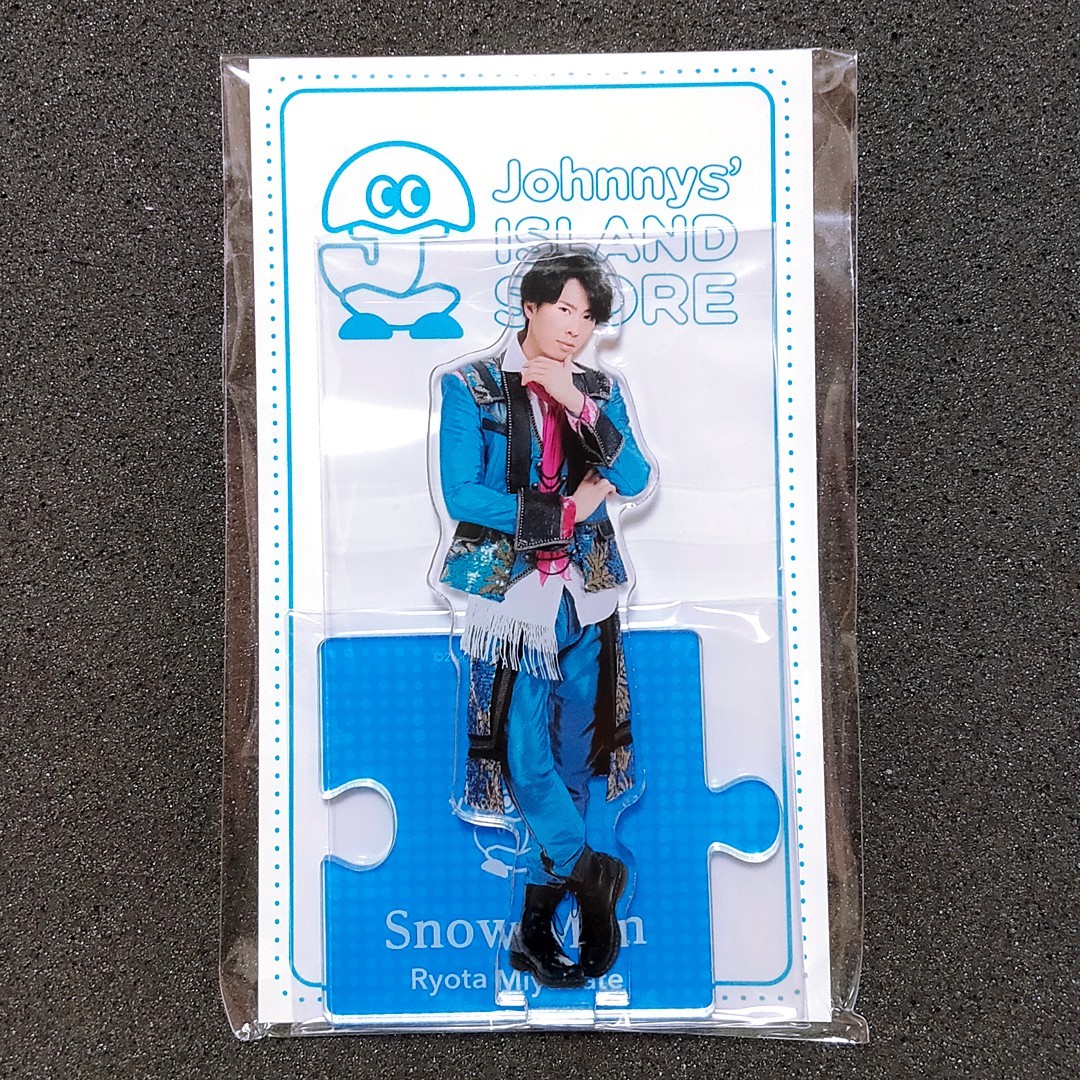 Johnnys'
ISLAND
STORE
Snow Man
Ryota Miyadate